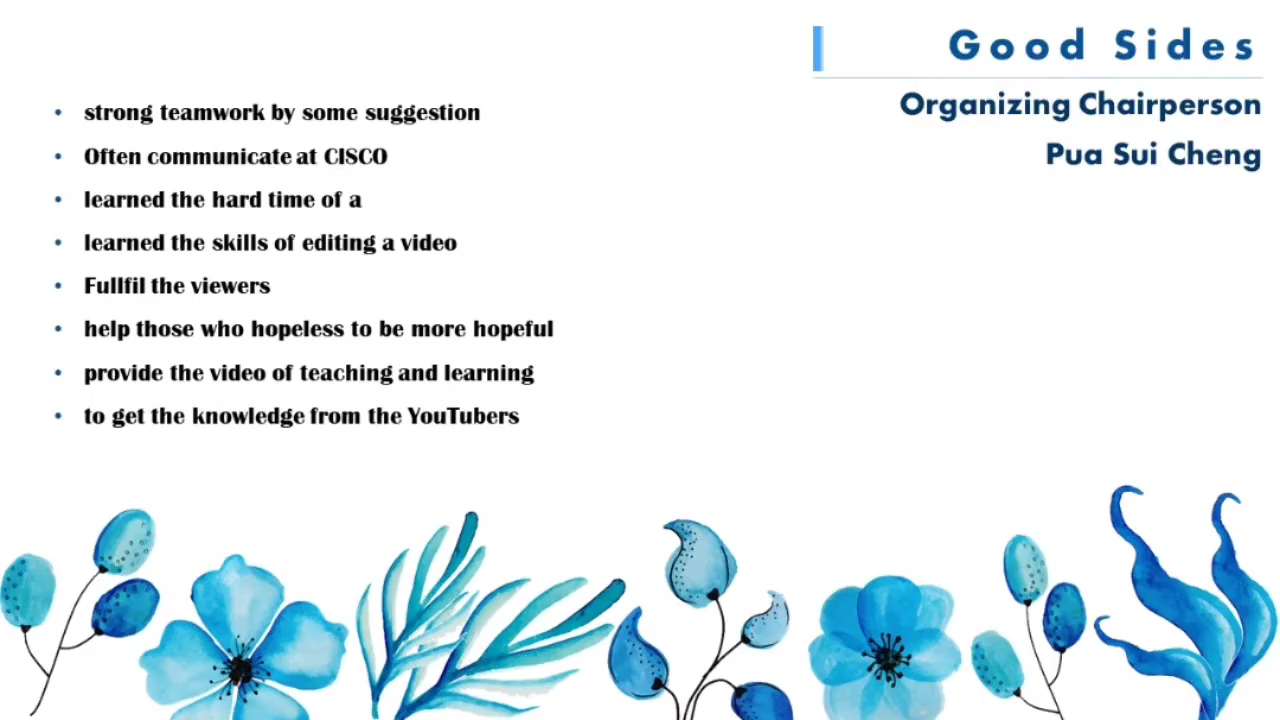 Good Sides
Organizing Chairperson
Pua Sui Cheng
• strong teamwork by some suggestion
• Often communicate at CISCO
• learned the hard time of a
• learned the skills of editing a video
• Fullfil the viewers
• help those who hopeless to be more hopeful
• provide the video of teaching and learning
• to get the knowledge from the YouTubers